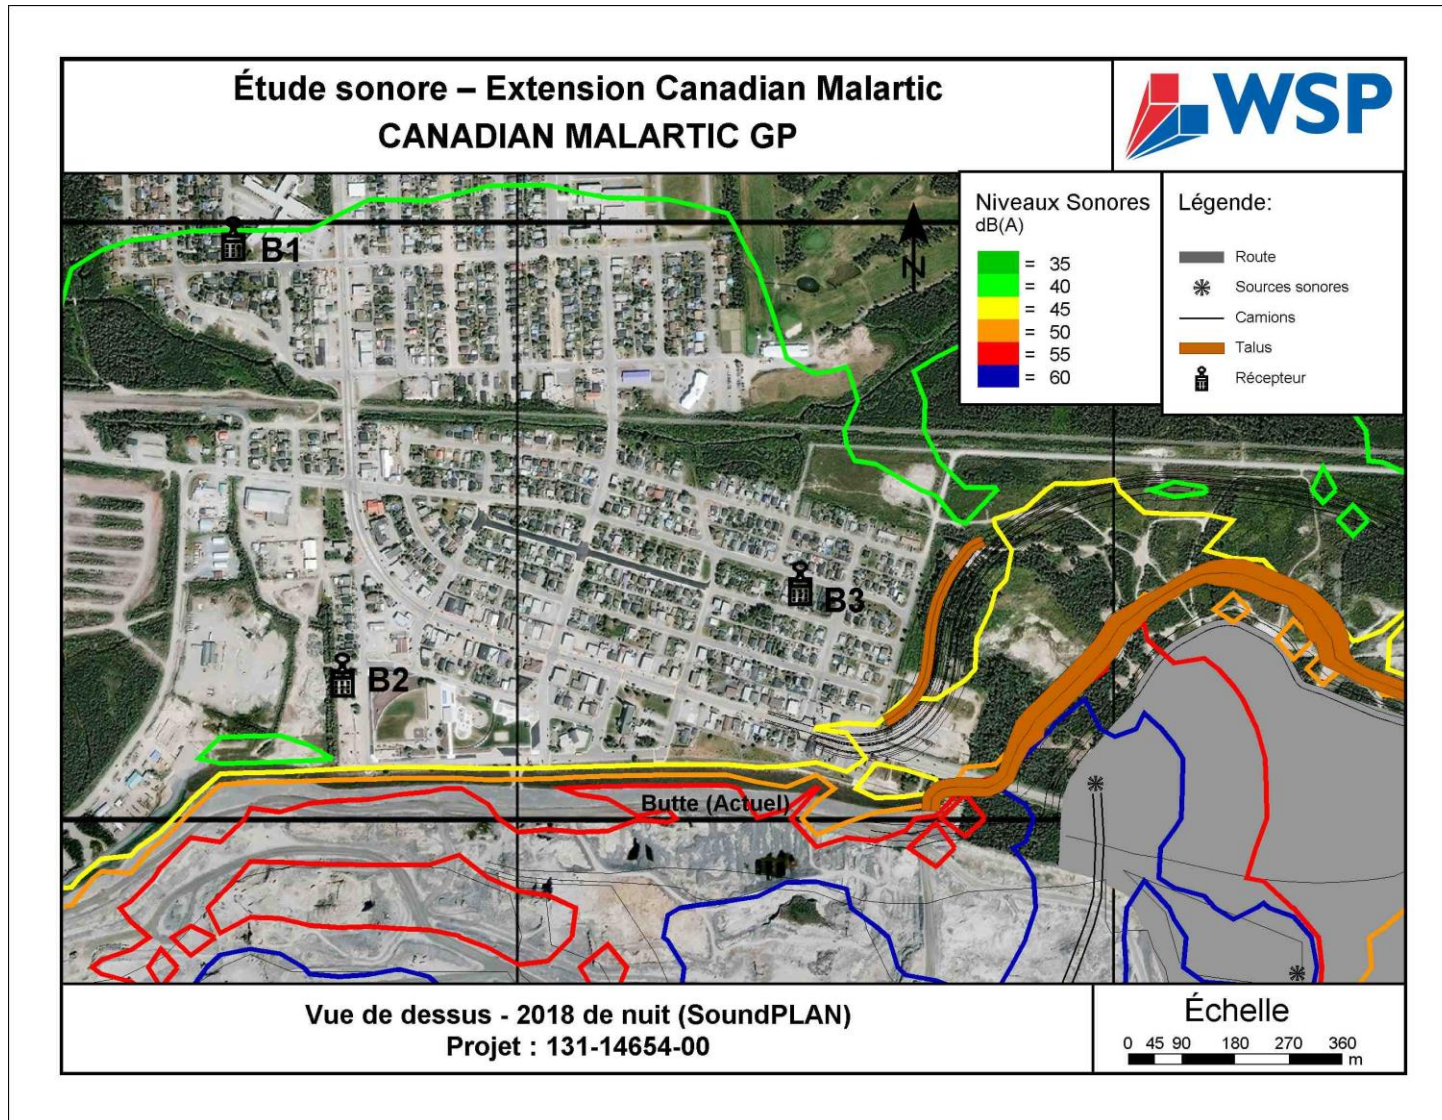 Étude sonore – Extension Canadian Malartic
CANADIAN MALARTIC GP
WSP
Niveaux Sonores
dB(A)
= 35
= 40
= 45
= 50
= 55
= 60
Légende:
Route
Sources sonores
Camions
Talus
Récepteur
N
B1
B2
B3
Butte (Actuel)
Vue de dessus - 2018 de nuit (SoundPLAN)
Projet : 131-14654-00
Échelle
0 45 90 180 270 360
m